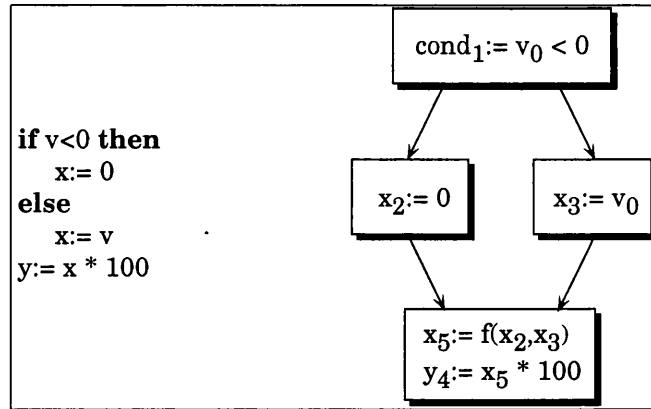 if v<0 then
x:= 0
else
x:= v
y:= x * 100
cond₁:= v₀ < 0
x₂:= 0
x₃:= v₀
x₅:= f(x₂,x₃)
y₄:= x₅ * 100